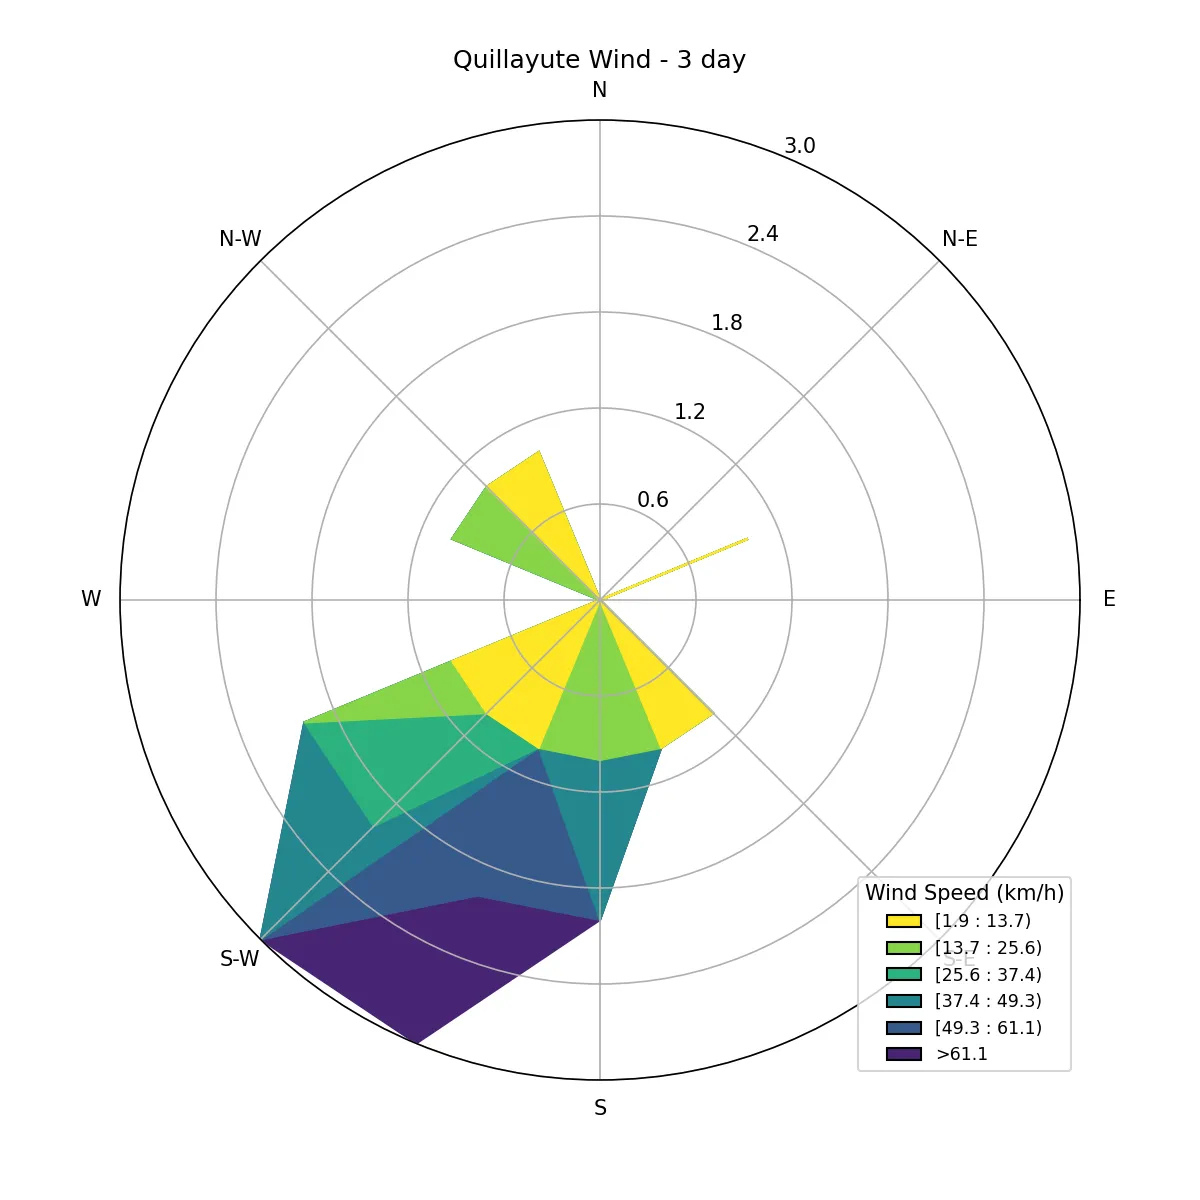 Quillayute Wind - 3 day
N
3.0
N-W
2.4
N-E
1.8
1.2
0.6
W
E
S-W
S-E
S
Wind Speed (km/h)
[1.9 : 13.7)
[13.7 : 25.6)
[25.6 : 37.4)
[37.4 : 49.3)
[49.3 : 61.1)
>61.1